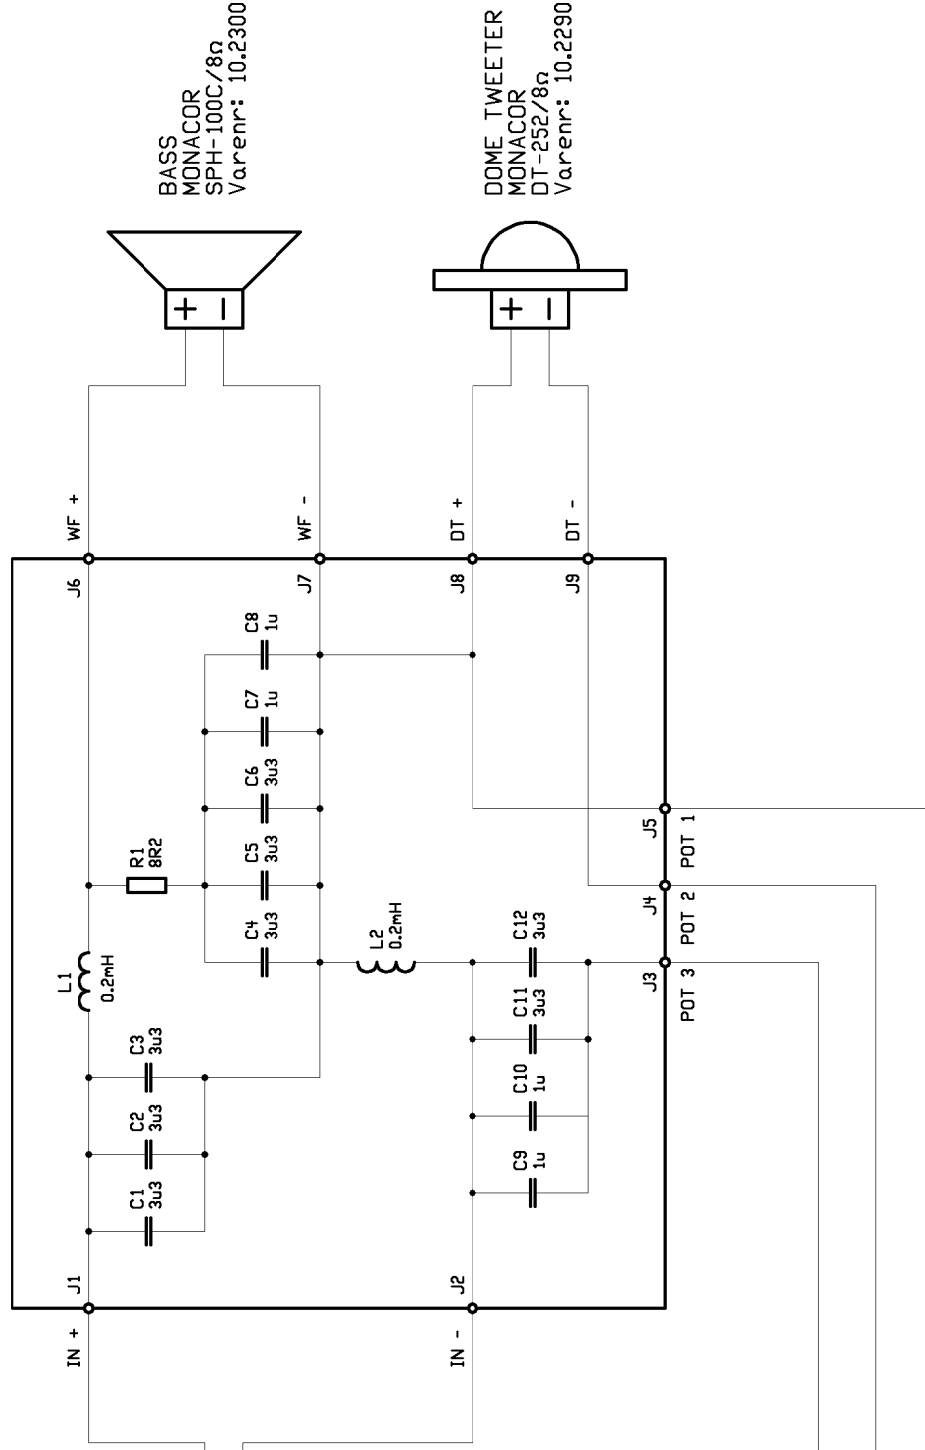 BASS
MONACOR
SPH-100C/8Ω
Varenr: 10.2300
DOME TWEETER
MONACOR
DT-252/8Ω
Varenr: 10.2290
+
−
+
−
WF +
WF -
DT +
DT -
J6
J7
J8
J9
C8
1u
C7
1u
C6
3u3
C5
3u3
C4
3u3
R1
8R2
L1
0.2mH
L2
0.2mH
C3
3u3
C2
3u3
C1
3u3
C12
3u3
C11
3u3
C10
1u
C9
1u
J5
POT 1
J4
POT 2
J3
POT 3
J1
IN +
J2
IN -